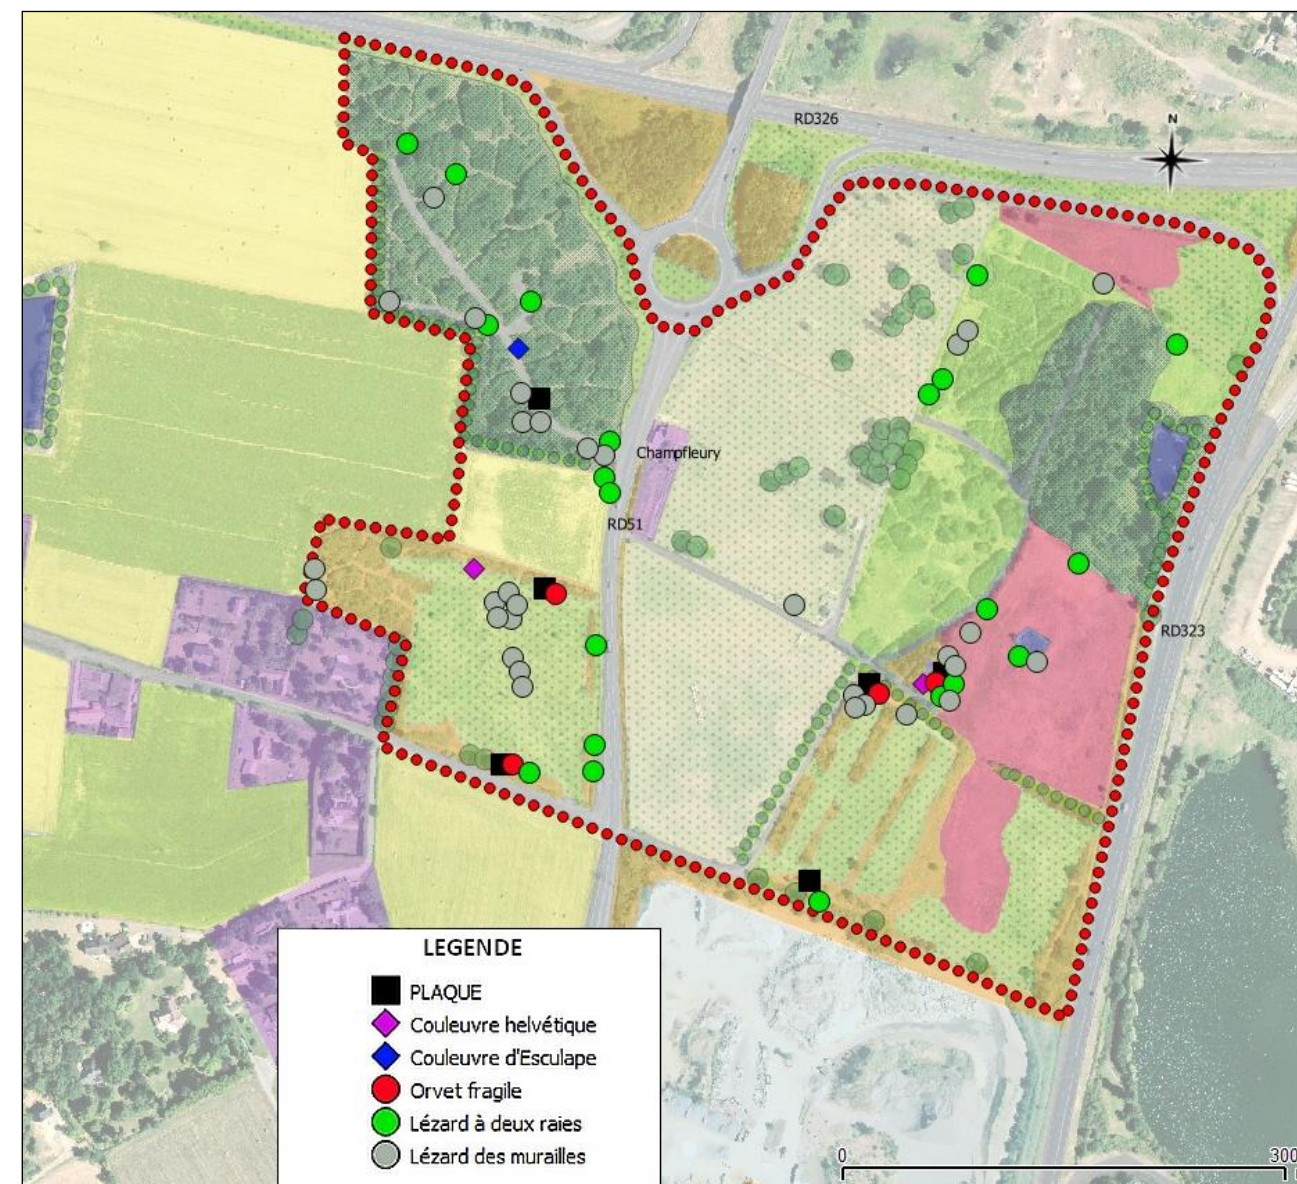 RD326
N
Champfleury
RD51
RD323
LEGENDE
PLAQUE
Couleuvre helvétique
Couleuvre d'Esculape
Orvet fragile
Lézard à deux raies
Lézard des murailles
0 300